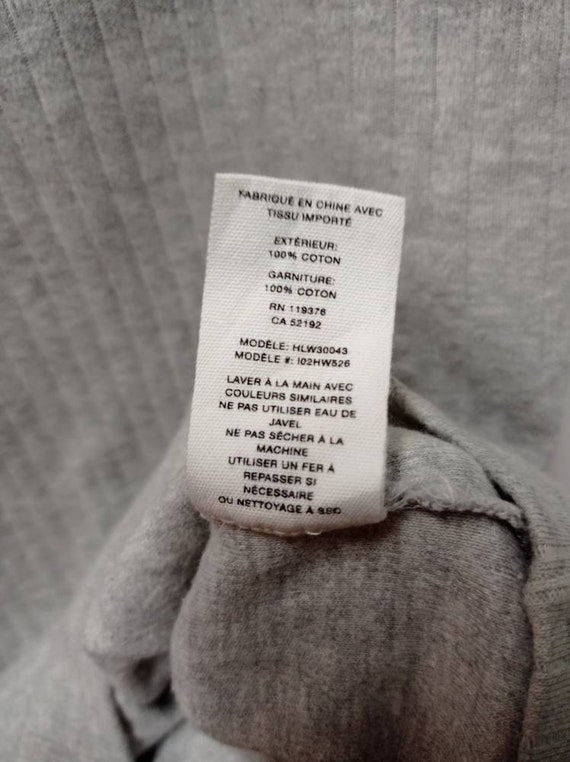 FABRIQUÉ EN CHINE AVEC
TISSU IMPORTÉ
EXTÉRIEUR:
100% COTON
GARNITURE:
100% COTON
RN 119376
CA 52192
MODÈLE: HLW30043
MODÈLE #: I02HW526
LAVER À LA MAIN AVEC
COULEURS SIMILAIRES
NE PAS UTILISER EAU DE
JAVEL
NE PAS SÉCHER À LA
MACHINE
UTILISER UN FER À
REPASSER SI
NÉCESSAIRE
OU NETTOYAGE À SEC